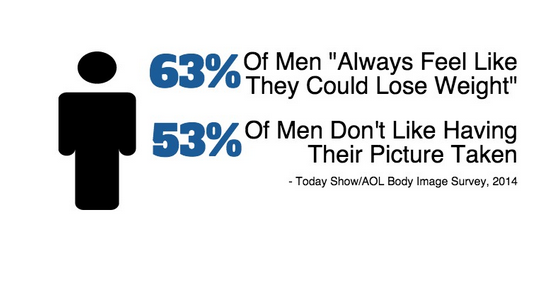 63% Of Men "Always Feel Like
They Could Lose Weight"
53% Of Men Don't Like Having
Their Picture Taken
- Today Show/AOL Body Image Survey, 2014